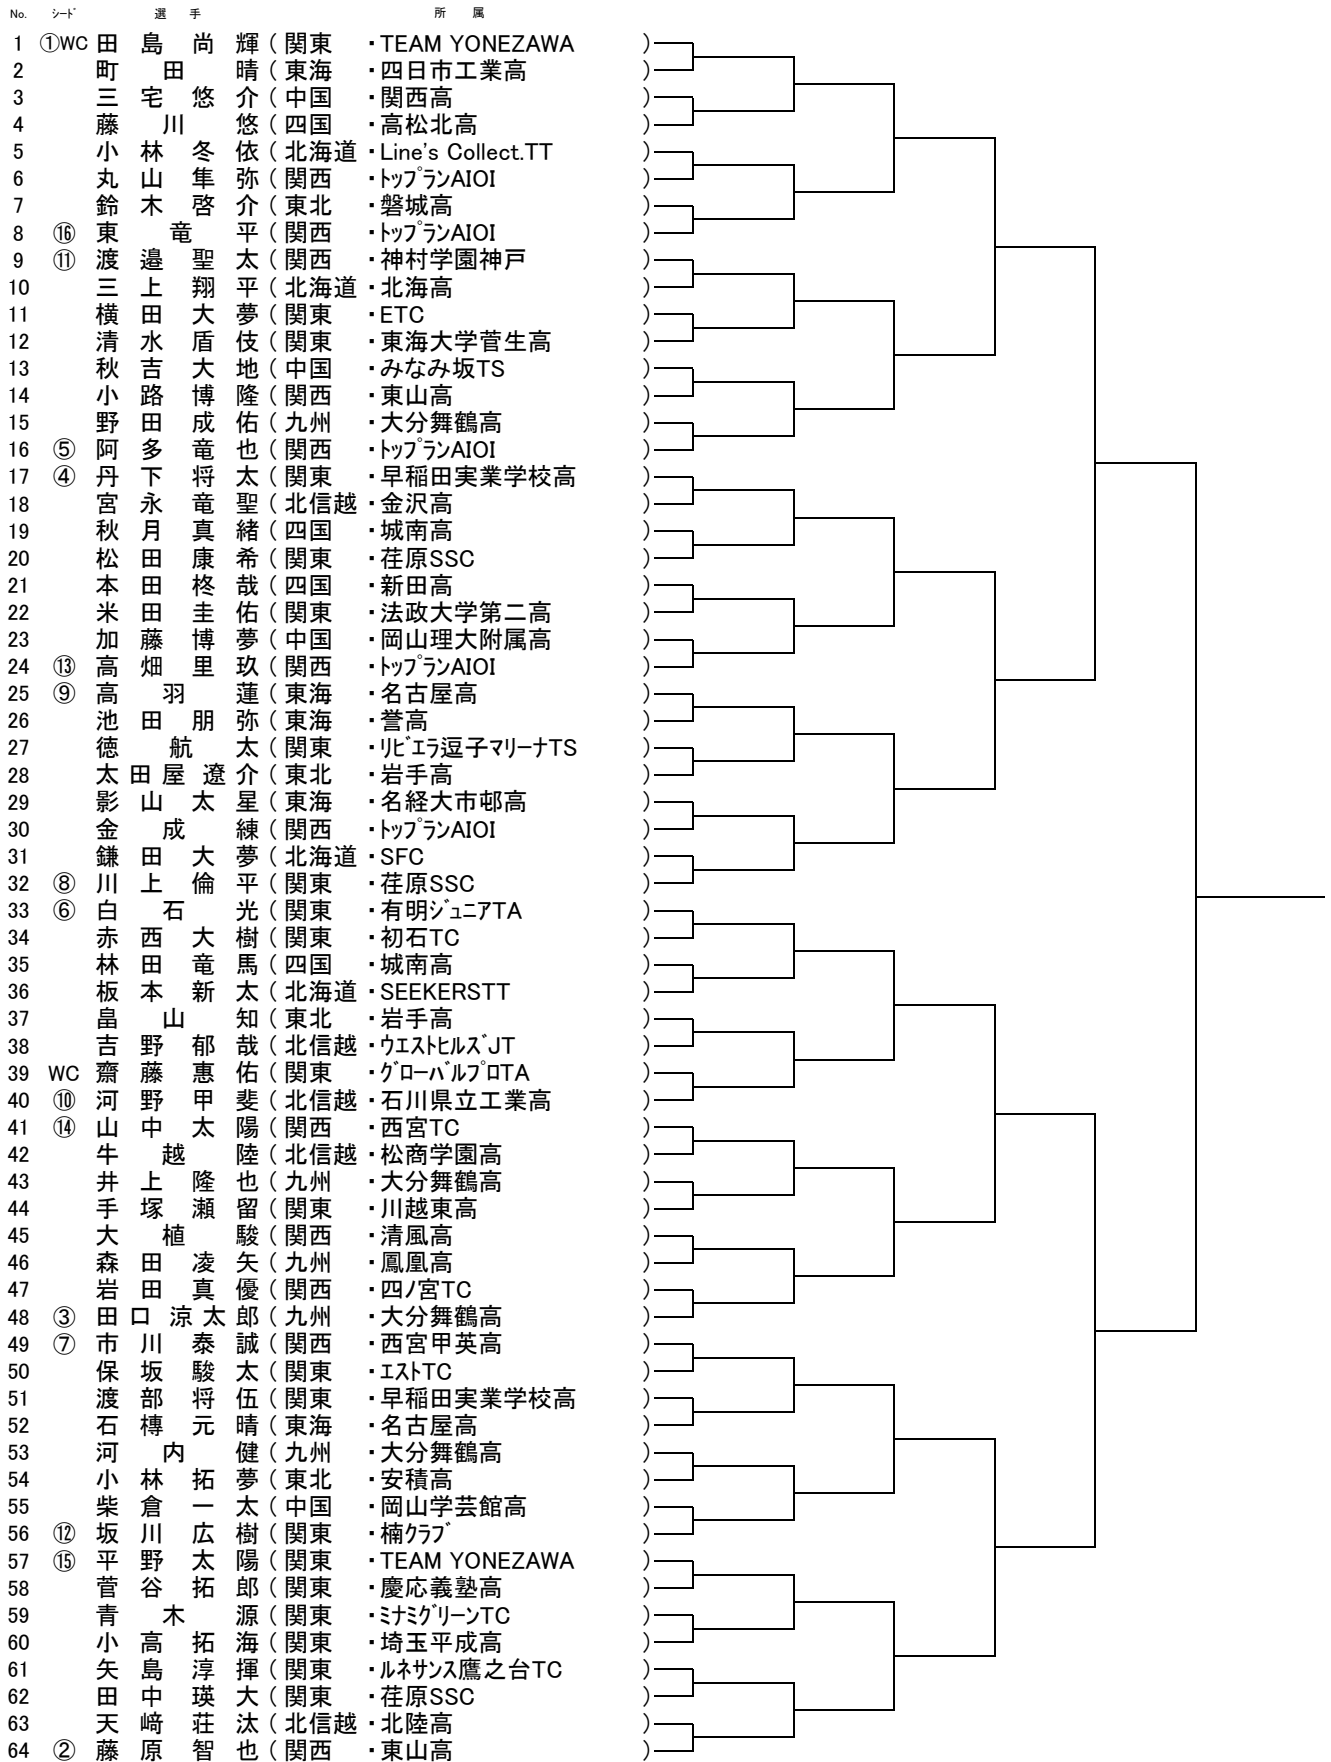 No. シード 選手 所属
1 ①WC 田島尚輝 (関東 ・TEAM YONEZAWA )
2 町田晴 (東海 ・四日市工業高 )
3 三宅悠介 (中国 ・関西高 )
4 藤川悠 (四国 ・高松北高 )
5 小林冬依 (北海道 ・Line's Collect.TT )
6 丸山隼弥 (関西 ・トップランAIOI )
7 鈴木啓介 (東北 ・磐城高 )
8 ⑯ 東竜平 (関西 ・トップランAIOI )
9 ⑪ 渡邉聖太 (関西 ・神村学園神戸 )
10 三上翔平 (北海道 ・北海高 )
11 横田大夢 (関東 ・ETC )
12 清水盾伎 (関東 ・東海大学菅生高 )
13 秋吉大地 (中国 ・みなみ坂TS )
14 小路博隆 (関西 ・東山高 )
15 野田成佑 (九州 ・大分舞鶴高 )
16 ⑤ 阿多竜也 (関西 ・トップランAIOI )
17 ④ 丹下将太 (関東 ・早稲田実業学校高 )
18 宮永竜聖 (北信越 ・金沢高 )
19 秋月真緒 (四国 ・城南高 )
20 松田康希 (関東 ・荏原SSC )
21 本田柊哉 (四国 ・新田高 )
22 米田圭佑 (関東 ・法政大学第二高 )
23 加藤博夢 (中国 ・岡山理大附属高 )
24 ⑬ 高畑里玖 (関西 ・トップランAIOI )
25 ⑨ 高羽蓮 (東海 ・名古屋高 )
26 池田朋弥 (東海 ・誉高 )
27 徳航太 (関東 ・リビエラ逗子マリーナTS )
28 太田屋遼介 (東北 ・岩手高 )
29 影山太星 (東海 ・名経大市邨高 )
30 金成練 (関西 ・トップランAIOI )
31 鎌田大夢 (北海道 ・SFC )
32 ⑧ 川上倫平 (関東 ・荏原SSC )
33 ⑥ 白石光 (関東 ・有明ジュニアTA )
34 赤西大樹 (関東 ・初石TC )
35 林田竜馬 (四国 ・城南高 )
36 板本新太 (北海道 ・SEEKERSTT )
37 畠山知 (東北 ・岩手高 )
38 吉野郁哉 (北信越 ・ウエストヒルズJT )
39 WC 齋藤惠佑 (関東 ・グローバルプロTA )
40 ⑩ 河野甲斐 (北信越 ・石川県立工業高 )
41 ⑭ 山中太陽 (関西 ・西宮TC )
42 牛越陸 (北信越 ・松商学園高 )
43 井上隆也 (九州 ・大分舞鶴高 )
44 手塚瀬留 (関東 ・川越東高 )
45 大植駿 (関西 ・清風高 )
46 森田凌矢 (九州 ・鳳凰高 )
47 岩田真優 (関西 ・四ノ宮TC )
48 ③ 田口涼太郎 (九州 ・大分舞鶴高 )
49 ⑦ 市川泰誠 (関西 ・西宮甲英高 )
50 保坂駿太 (関東 ・エストTC )
51 渡部将伍 (関東 ・早稲田実業学校高 )
52 石榑元晴 (東海 ・名古屋高 )
53 河内健 (九州 ・大分舞鶴高 )
54 小林拓夢 (東北 ・安積高 )
55 柴倉一太 (中国 ・岡山学芸館高 )
56 ⑫ 坂川広樹 (関東 ・楠クラブ )
57 ⑮ 平野太陽 (関東 ・TEAM YONEZAWA )
58 菅谷拓郎 (関東 ・慶応義塾高 )
59 青木源 (関東 ・ミナミグリーンTC )
60 小高拓海 (関東 ・埼玉平成高 )
61 矢島淳揮 (関東 ・ルネサンス鷹之台TC )
62 田中瑛大 (関東 ・荏原SSC )
63 天﨑荘汰 (北信越 ・北陸高 )
64 ② 藤原智也 (関西 ・東山高 )